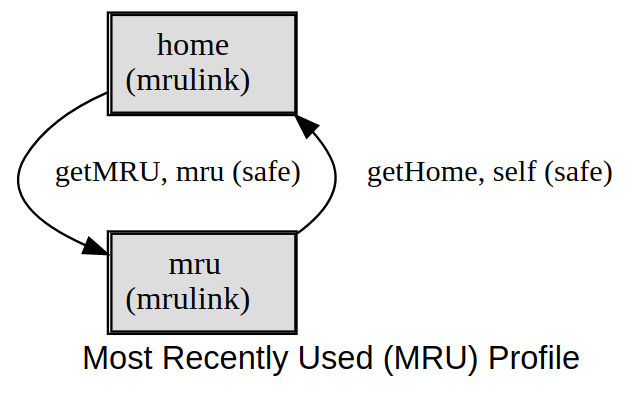 home
(mrulink)
getMRU, mru (safe)
getHome, self (safe)
mru
(mrulink)
Most Recently Used (MRU) Profile